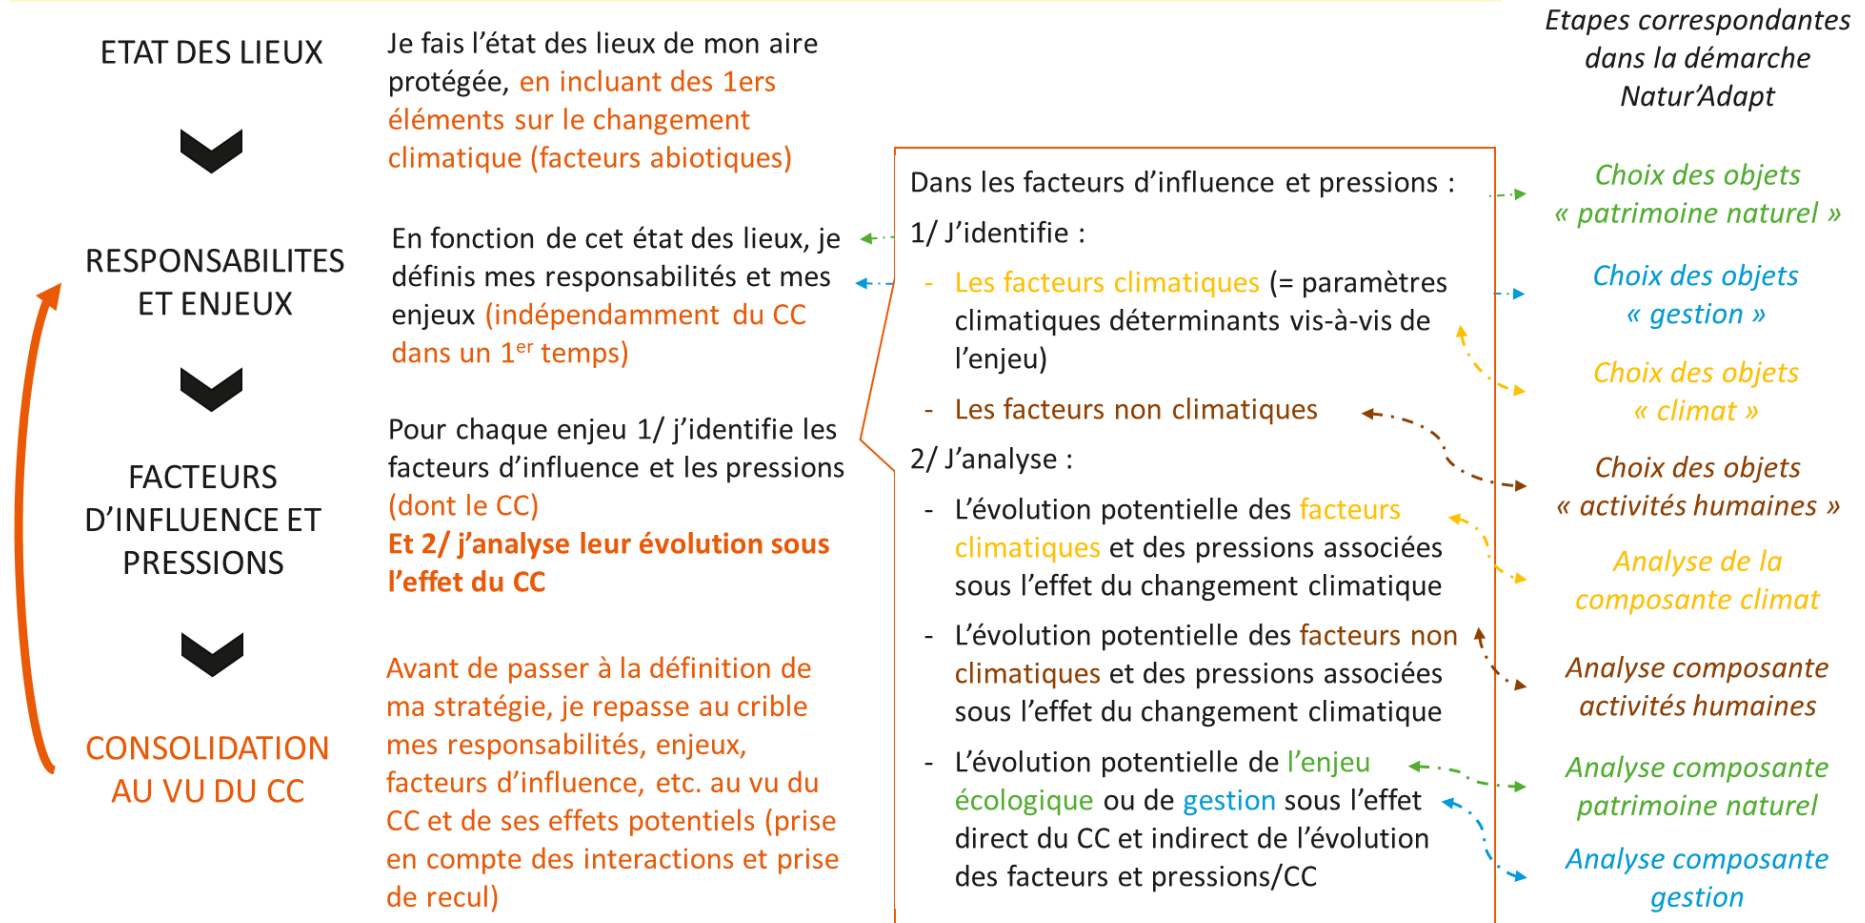 ETAT DES LIEUX
Je fais l’état des lieux de mon aire
protégée, en incluant des 1ers
éléments sur le changement
climatique (facteurs abiotiques)
RESPONSABILITES
ET ENJEUX
En fonction de cet état des lieux, je
définis mes responsabilités et mes
enjeux (indépendamment du CC
dans un 1er temps)
FACTEURS
D’INFLUENCE ET
PRESSIONS
Pour chaque enjeu 1/ j’identifie les
facteurs d’influence et les pressions
(dont le CC)
Et 2/ j’analyse leur évolution sous
l’effet du CC
CONSOLIDATION
AU VU DU CC
Avant de passer à la définition de
ma stratégie, je repasse au crible
mes responsabilités, enjeux,
facteurs d’influence, etc. au vu du
CC et de ses effets potentiels (prise
en compte des interactions et prise
de recul)
Dans les facteurs d’influence et pressions :
1/ J’identifie :
- Les facteurs climatiques (= paramètres
climatiques déterminants vis-à-vis de
l’enjeu)
- Les facteurs non climatiques
2/ J’analyse :
- L’évolution potentielle des facteurs
climatiques et des pressions associées
sous l’effet du changement climatique
- L’évolution potentielle des facteurs non
climatiques et des pressions associées
sous l’effet du changement climatique
- L’évolution potentielle de l’enjeu
écologique ou de gestion sous l’effet
direct du CC et indirect de l’évolution
des facteurs et pressions/CC
Etapes correspondantes
dans la démarche
Natur’Adapt
Choix des objets
« patrimoine naturel »
Choix des objets
« gestion »
Choix des objets
« climat »
Choix des objets
« activités humaines »
Analyse de la
composante climat
Analyse composante
activités humaines
Analyse composante
patrimoine naturel
Analyse composante
gestion